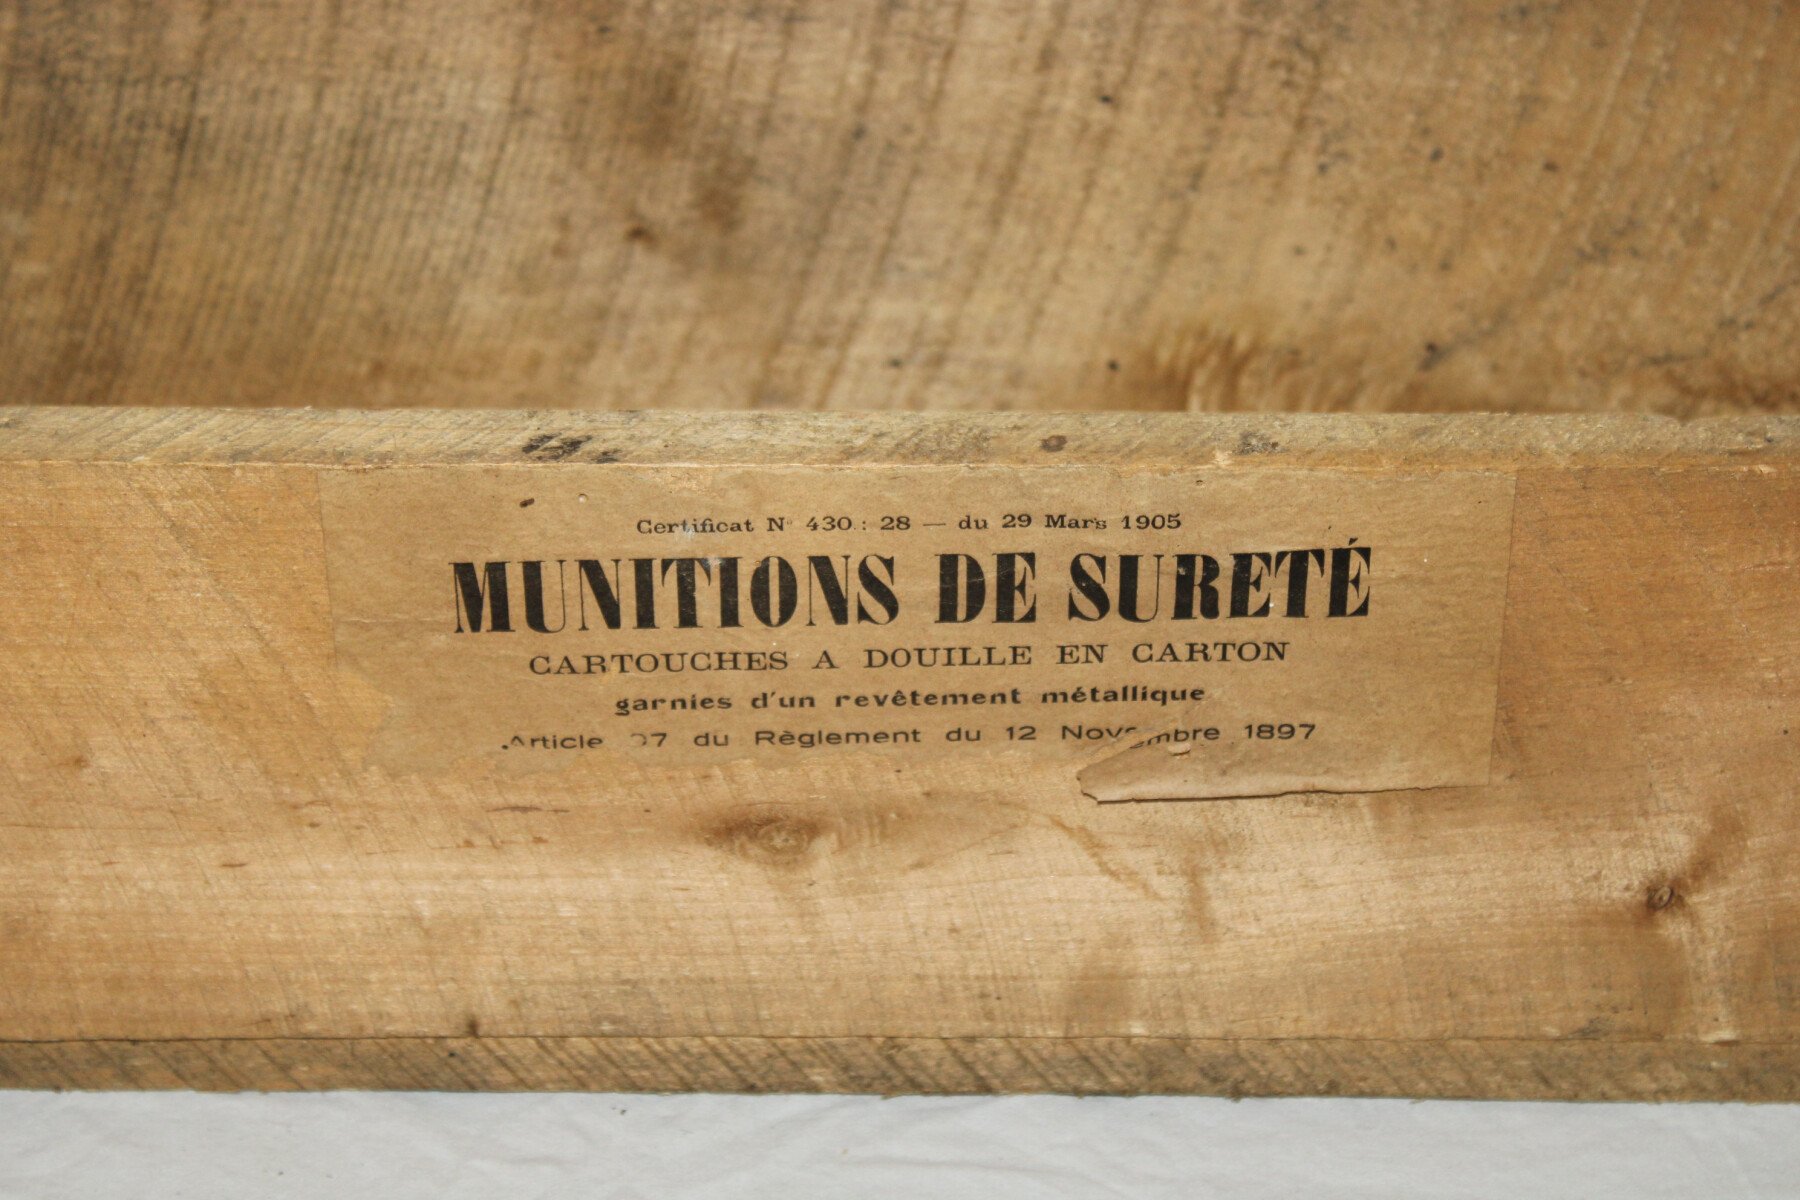 Certificat N° 430 : 28 — du 29 Mars 1905
MUNITIONS DE SURETÉ
CARTOUCHES A DOUILLE EN CARTON
garnies d'un revêtement métallique
Article du Règlement du 12 Novembre 1897